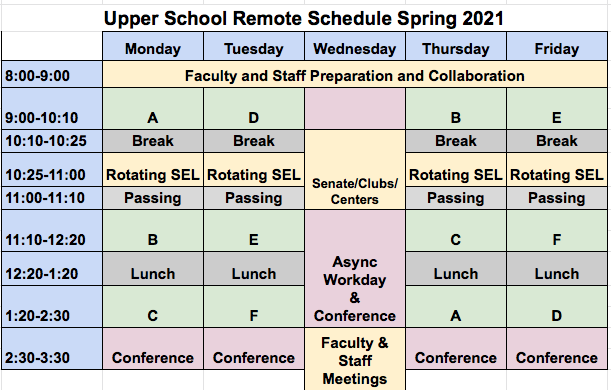 Upper School Remote Schedule Spring 2021
Monday Tuesday Wednesday Thursday Friday
8:00-9:00 Faculty and Staff Preparation and Collaboration
9:00-10:10 A D B E
10:10-10:25 Break Break Break Break
10:25-11:00 Rotating SEL Rotating SEL Rotating SEL Rotating SEL
Senate/Clubs/
Centers
11:00-11:10 Passing Passing Passing Passing
11:10-12:20 B E C F
Async
Workday
&
Conference
12:20-1:20 Lunch Lunch Lunch Lunch
1:20-2:30 C F A D
2:30-3:30 Conference Conference Conference Conference
Faculty &
Staff
Meetings